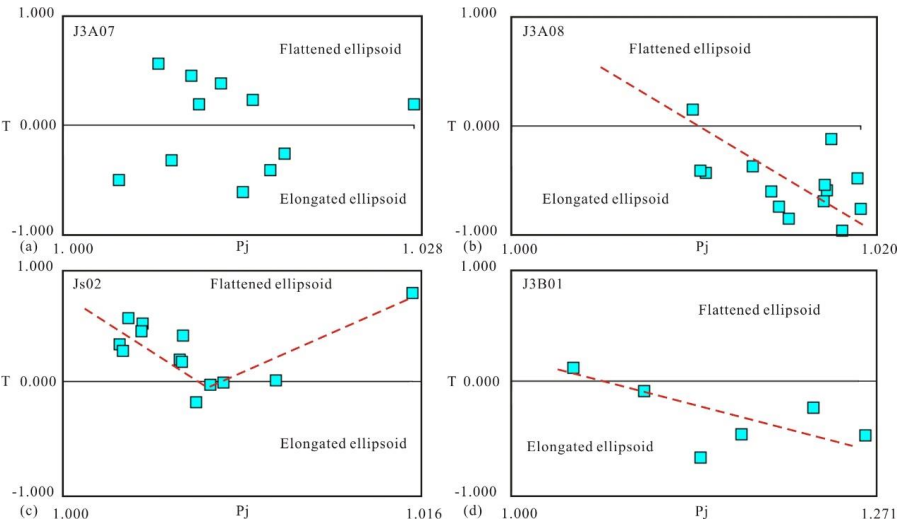 1.000
J3A07
Flattened ellipsoid
T 0.000
Elongated ellipsoid
-1.000
(a) 1.000 Pj 1.028
1.000
J3A08
Flattened ellipsoid
T 0.000
Elongated ellipsoid
-1.000
(b) 1.000 Pj 1.020
1.000
Js02
Flattened ellipsoid
T 0.000
Elongated ellipsoid
-1.000
(c) 1.000 Pj 1.016
1.000
J3B01
Flattened ellipsoid
T 0.000
Elongated ellipsoid
-1.000
(d) 1.000 Pj 1.271